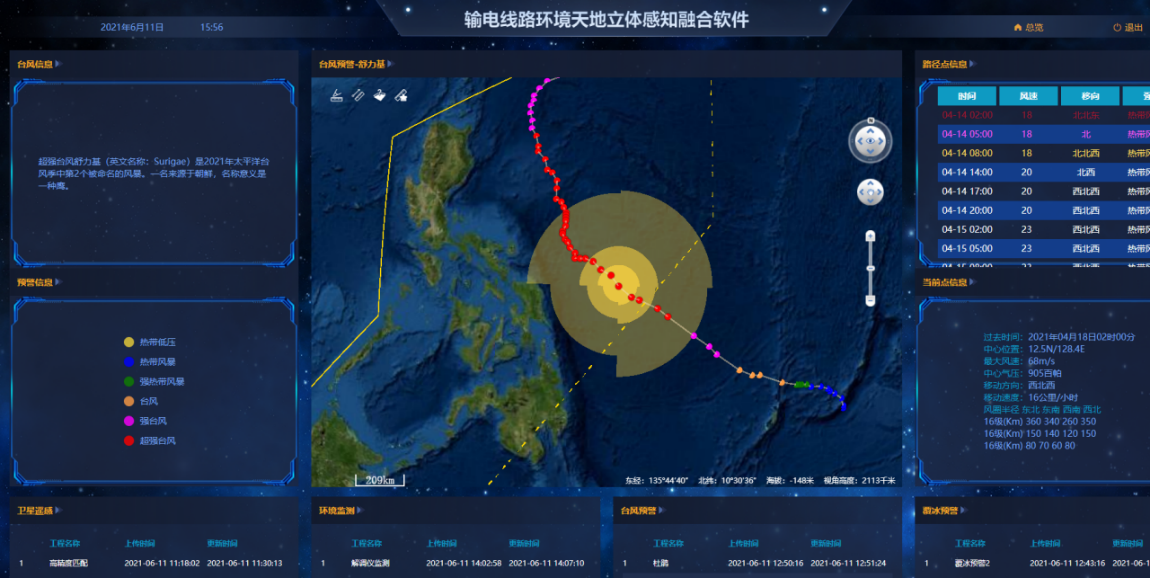 2021年6月11日 15:56
输电线路环境天地立体感知融合软件
总览 退出
台风信息
超强台风舒力基（英文名称：Surigae）是2021年太平洋台
风季中第2个被命名的风暴。一名来源于朝鲜，名称意义是
一种鹰。
预警信息
热带低压
热带风暴
强热带风暴
台风
强台风
超强台风
台风预警-舒力基
N
209km
东经：135°44'40" 北纬：10°30'36" 海拔：-148米 视角高度：2113千米
路径点信息
时间 风速 移向
04-14 02:00 18 北北东 热带风
04-14 05:00 18 北 热带风
04-14 08:00 18 北北西 热带风
04-14 14:00 20 北西 热带风
04-14 17:00 20 西北西 热带风
04-14 20:00 20 西北西 热带风
04-15 02:00 23 西北西 热带风
04-15 05:00 23 西北西 热带风
当前点信息
过去时间：2021年04月18日02时00分
中心位置：12.5N/128.4E
最大风速：68m/s
中心气压：905百帕
移动方向：西北西
移动速度：16公里/小时
风圈半径 东北 东南 西南 西北
16级(Km) 360 340 260 350
16级(Km) 150 140 120 150
16级(Km) 80 70 60 80
卫星遥感
工程名称 上传时间 更新时间
1 高精度匹配 2021-06-11 11:18:02 2021-06-11 11:30:13
环境监测
工程名称 上传时间 更新时间
1 解调仪监测 2021-06-11 14:02:58 2021-06-11 14:07:10
台风预警
工程名称 上传时间 更新时间
1 杜鹃 2021-06-11 12:50:16 2021-06-11 12:51:24
覆冰预警
工程名称 上传时间 更新时间
1 覆冰预警2 2021-06-11 12:43:16 2021-06-1